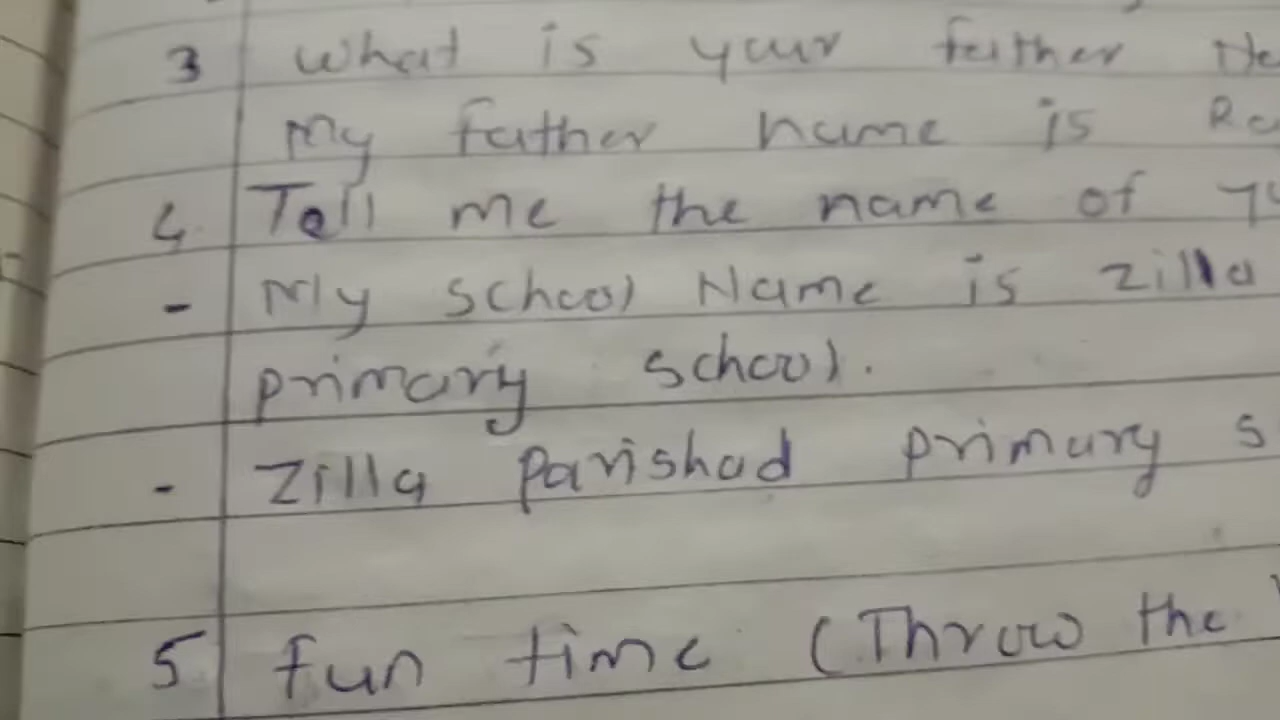 3 What is your father
My father name is
4 Tell me the name of
- My school Name is zilla
primary school.
- Zilla parishad primary s
5 fun time (Throw the